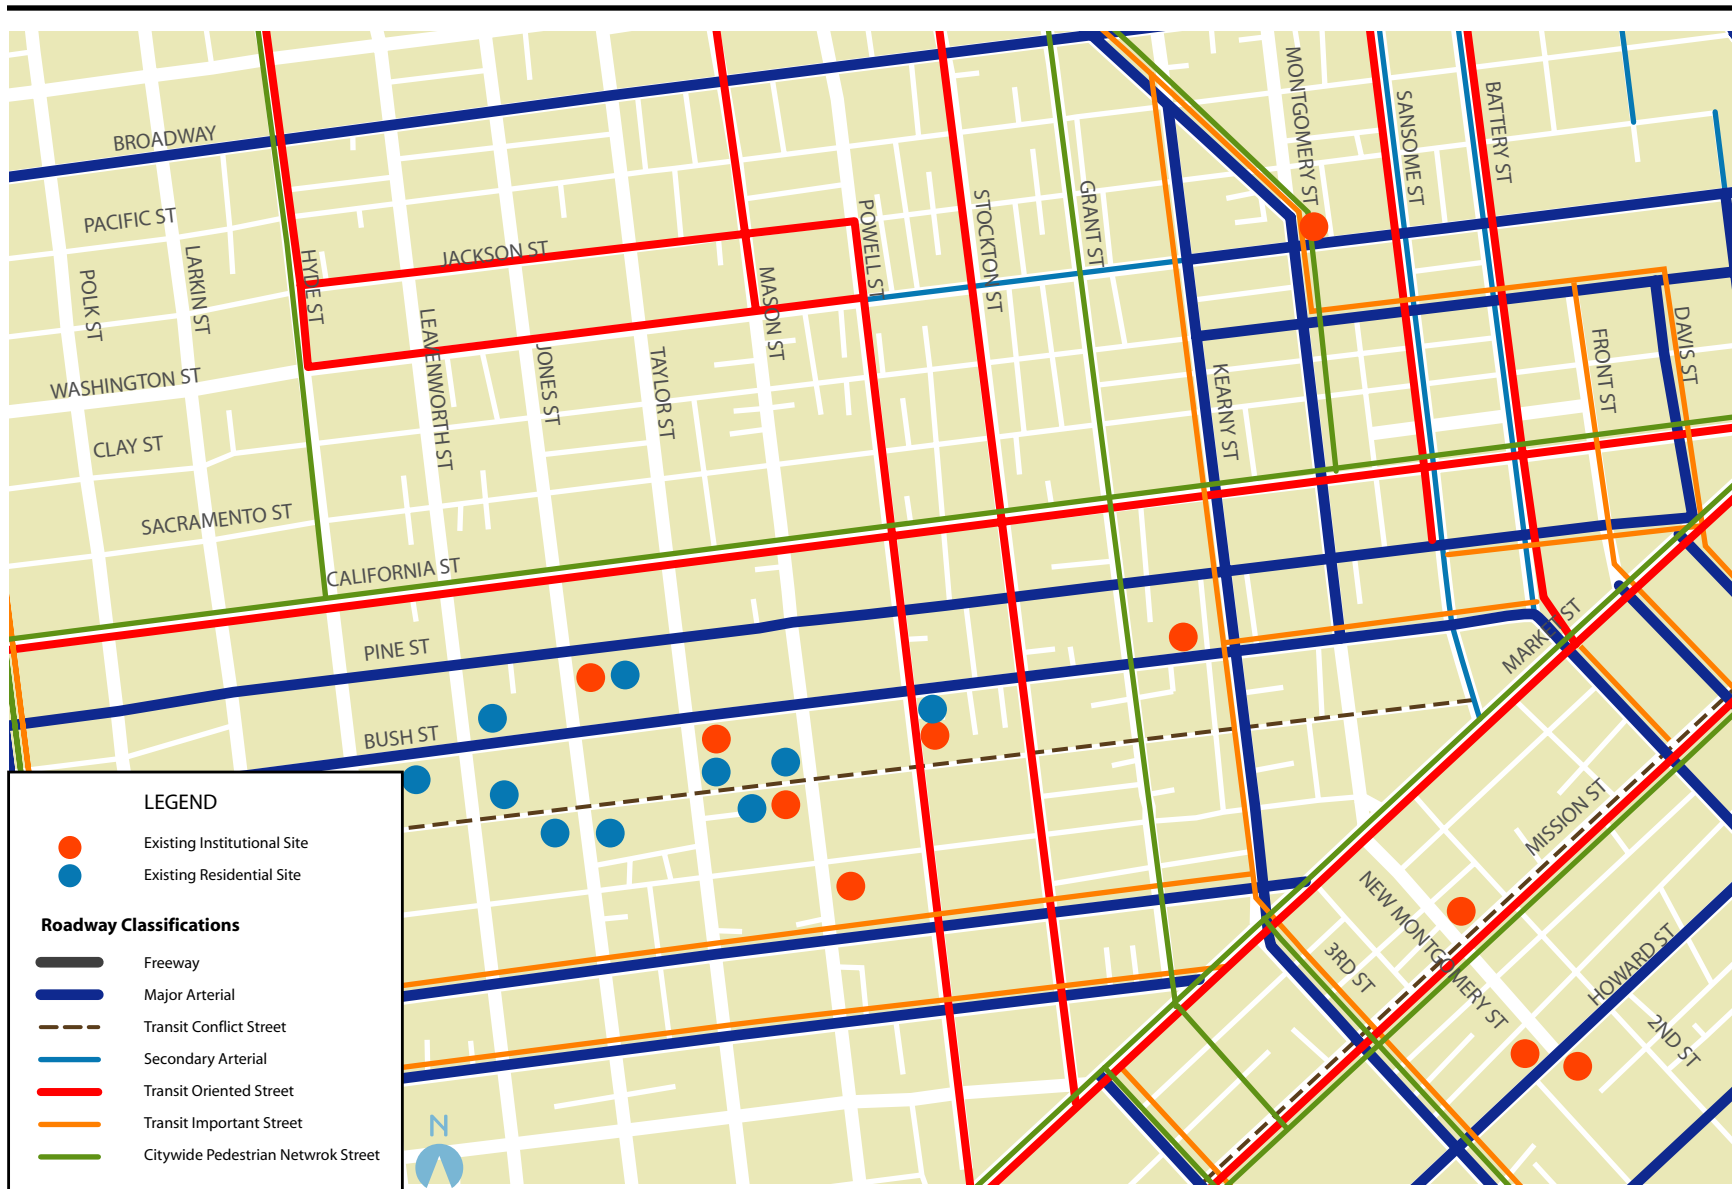 BROADWAY
PACIFIC ST
JACKSON ST
WASHINGTON ST
CLAY ST
SACRAMENTO ST
CALIFORNIA ST
PINE ST
BUSH ST
POLK ST
LARKIN ST
HYDE ST
LEAVENWORTH ST
JONES ST
TAYLOR ST
MASON ST
POWELL ST
STOCKTON ST
GRANT ST
KEARNY ST
MONTGOMERY ST
SANSOME ST
BATTERY ST
FRONT ST
DAVIS ST
MARKET ST
MISSION ST
HOWARD ST
NEW MONTGOMERY ST
3RD ST
2ND ST
LEGEND
Existing Institutional Site
Existing Residential Site
Roadway Classifications
Freeway
Major Arterial
Transit Conflict Street
Secondary Arterial
Transit Oriented Street
Transit Important Street
Citywide Pedestrian Netwrok Street
N